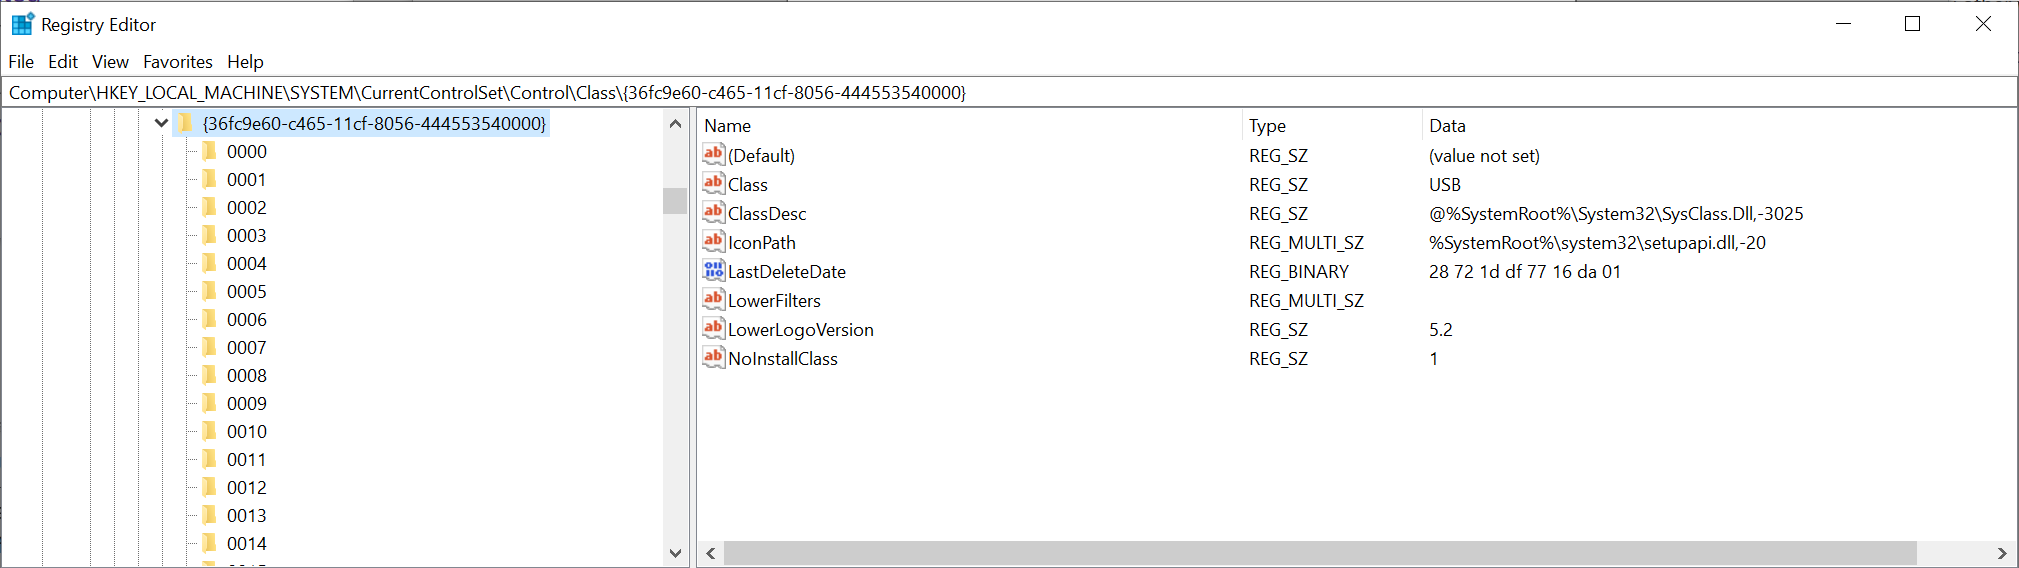 Registry Editor
File Edit View Favorites Help
Computer\HKEY_LOCAL_MACHINE\SYSTEM\CurrentControlSet\Control\Class\{36fc9e60-c465-11cf-8056-444553540000}
{36fc9e60-c465-11cf-8056-444553540000}
0000
0001
0002
0003
0004
0005
0006
0007
0008
0009
0010
0011
0012
0013
0014
Name Type Data
(Default) REG_SZ (value not set)
Class REG_SZ USB
ClassDesc REG_SZ @%SystemRoot%\System32\SysClass.Dll,-3025
IconPath REG_MULTI_SZ %SystemRoot%\system32\setupapi.dll,-20
LastDeleteDate REG_BINARY 28 72 1d df 77 16 da 01
LowerFilters REG_MULTI_SZ
LowerLogoVersion REG_SZ 5.2
NoInstallClass REG_SZ 1